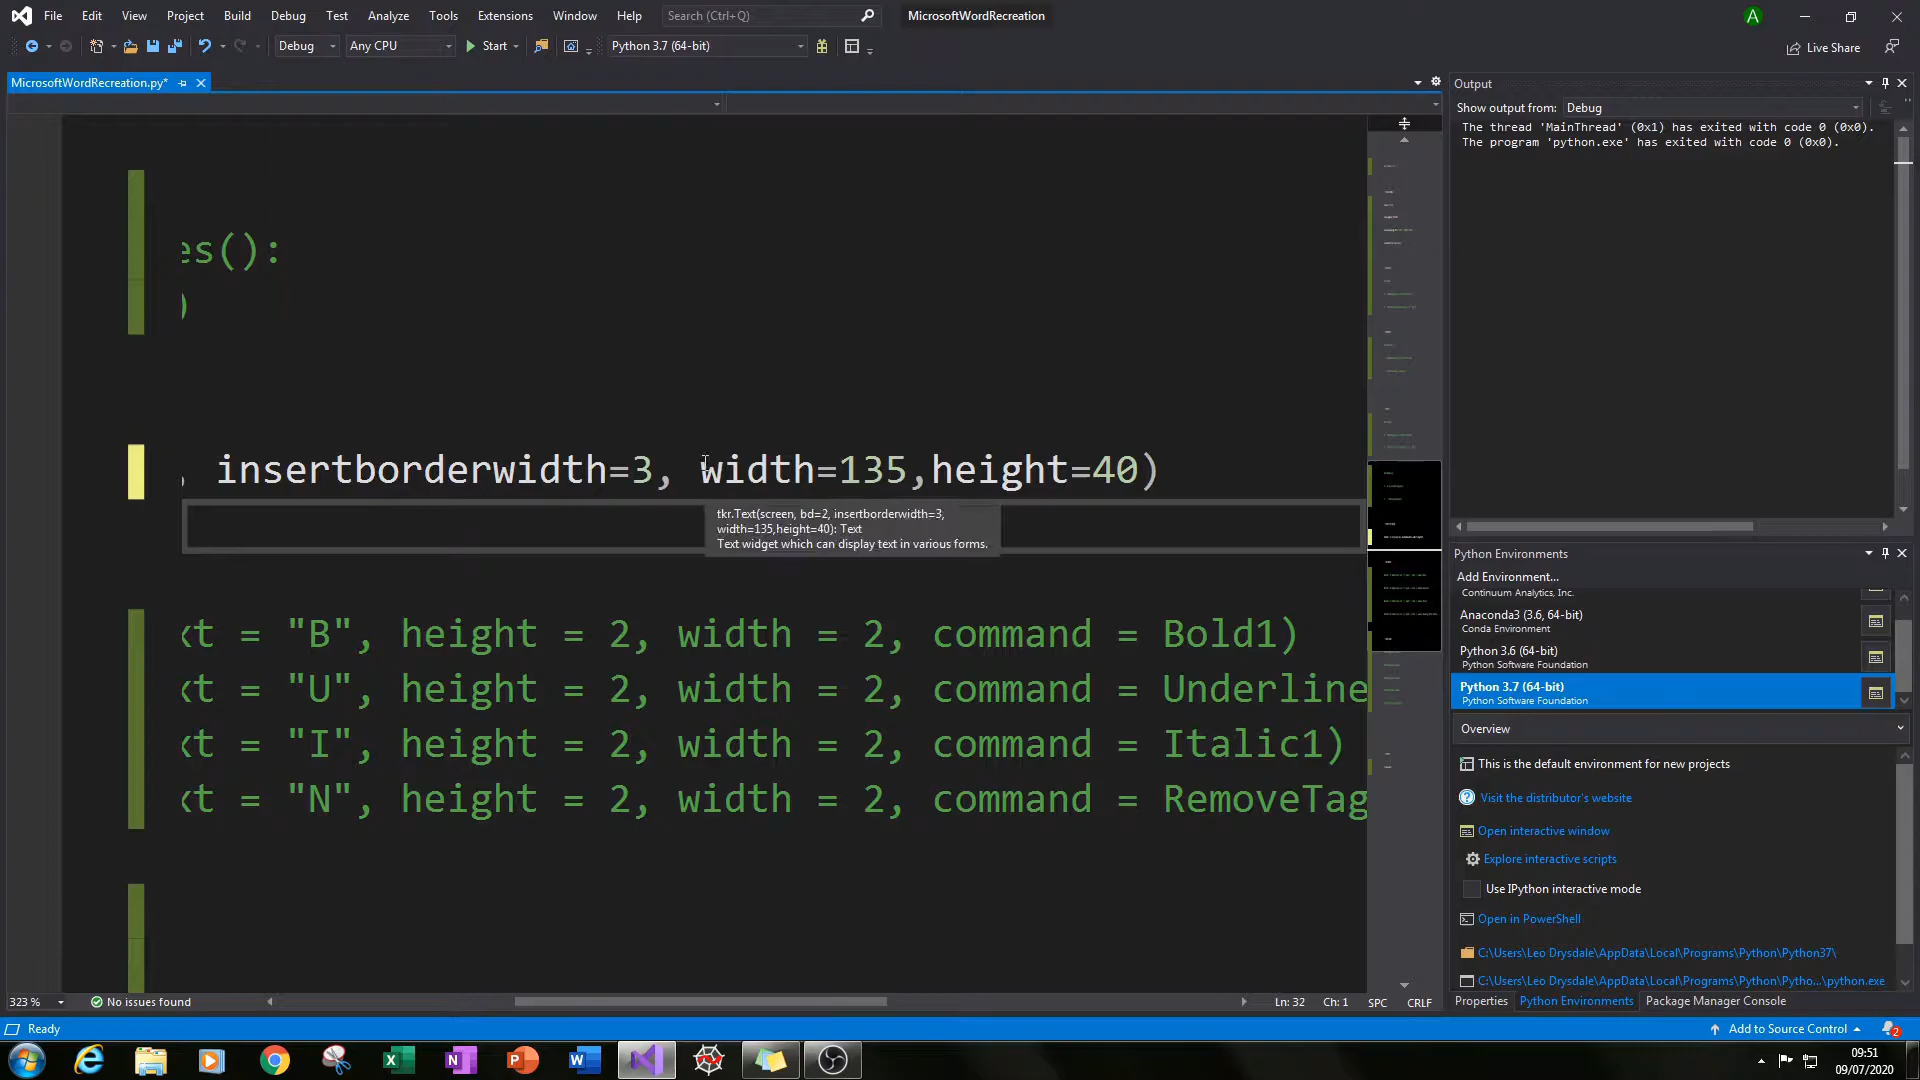 File Edit View Project Build Debug Test Analyze Tools Extensions Window Help Search (Ctrl+Q) MicrosoftWordRecreation A
Debug Any CPU Start Python 3.7 (64-bit) Live Share
MicrosoftWordRecreation.py*
es():
)
, insertborderwidth=3, width=135,height=40)
tkr.Text(screen, bd=2, insertborderwidth=3,
width=135,height=40): Text
Text widget which can display text in various forms.
xt = "B", height = 2, width = 2, command = Bold1)
xt = "U", height = 2, width = 2, command = Underline
xt = "I", height = 2, width = 2, command = Italic1)
xt = "N", height = 2, width = 2, command = RemoveTag
323 % No issues found Ln: 32 Ch: 1 SPC CRLF
Output
Show output from: Debug
The thread 'MainThread' (0x1) has exited with code 0 (0x0).
The program 'python.exe' has exited with code 0 (0x0).
Python Environments
Add Environment...
Continuum Analytics, Inc.
Anaconda3 (3.6, 64-bit)
Conda Environment
Python 3.6 (64-bit)
Python Software Foundation
Python 3.7 (64-bit)
Python Software Foundation
Overview
This is the default environment for new projects
Visit the distributor's website
Open interactive window
Explore interactive scripts
Use IPython interactive mode
Open in PowerShell
C:\Users\Leo Drysdale\AppData\Local\Programs\Python\Python37\
C:\Users\Leo Drysdale\AppData\Local\Programs\Python\Pytho...\python.exe
Properties Python Environments Package Manager Console
Ready Add to Source Control 2
09:51
09/07/2020